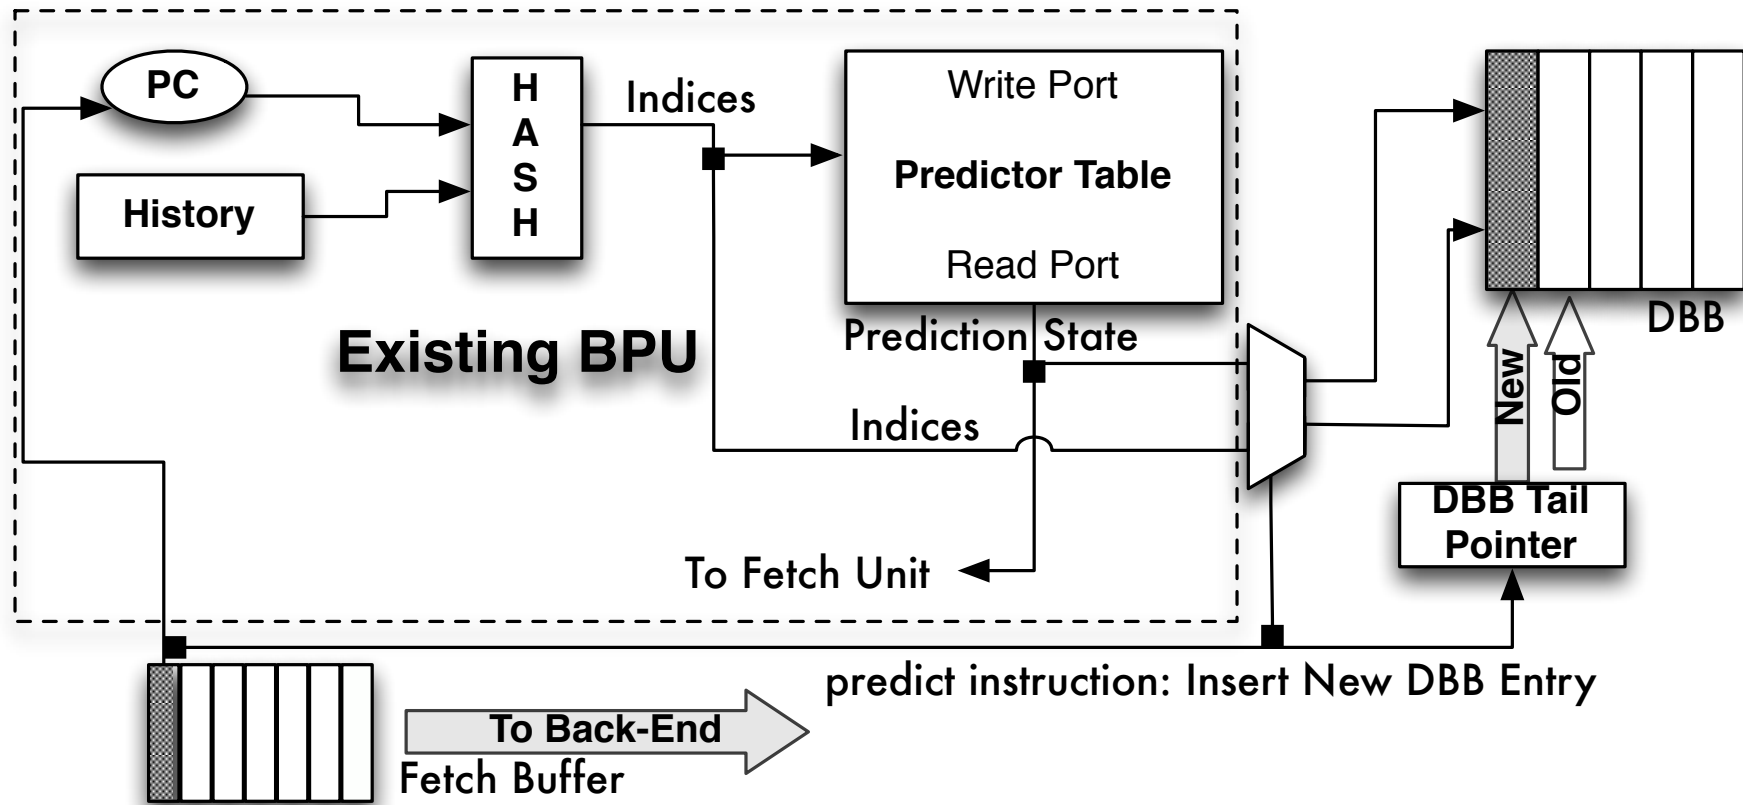 PC
H
A
S
H
Indices
Write Port
Predictor Table
Read Port
History
Existing BPU
Prediction State
DBB
Indices
New
Old
DBB Tail
Pointer
To Fetch Unit
predict instruction: Insert New DBB Entry
To Back-End
Fetch Buffer